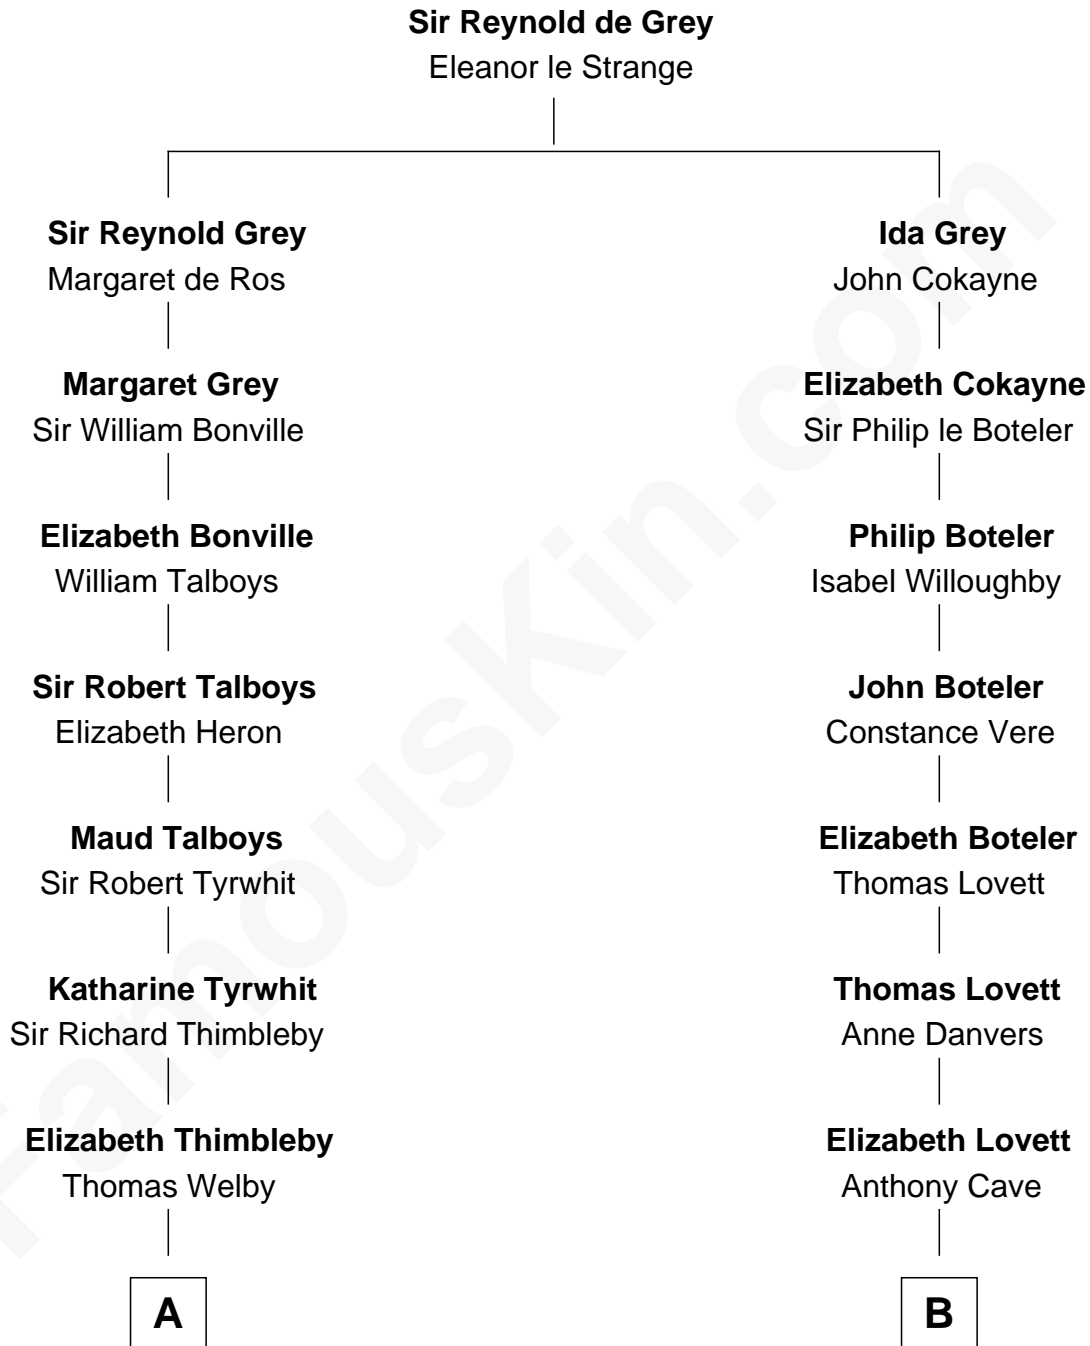 Sir Reynold de Grey
Eleanor le Strange
Sir Reynold Grey
Margaret de Ros
Ida Grey
John Cokayne
Margaret Grey
Sir William Bonville
Elizabeth Cokayne
Sir Philip le Boteler
Elizabeth Bonville
William Talboys
Philip Boteler
Isabel Willoughby
Sir Robert Talboys
Elizabeth Heron
John Boteler
Constance Vere
Maud Talboys
Sir Robert Tyrwhit
Elizabeth Boteler
Thomas Lovett
Katharine Tyrwhit
Sir Richard Thimbleby
Thomas Lovett
Anne Danvers
Elizabeth Thimbleby
Thomas Welby
Elizabeth Lovett
Anthony Cave
A
B
FamousKin.com